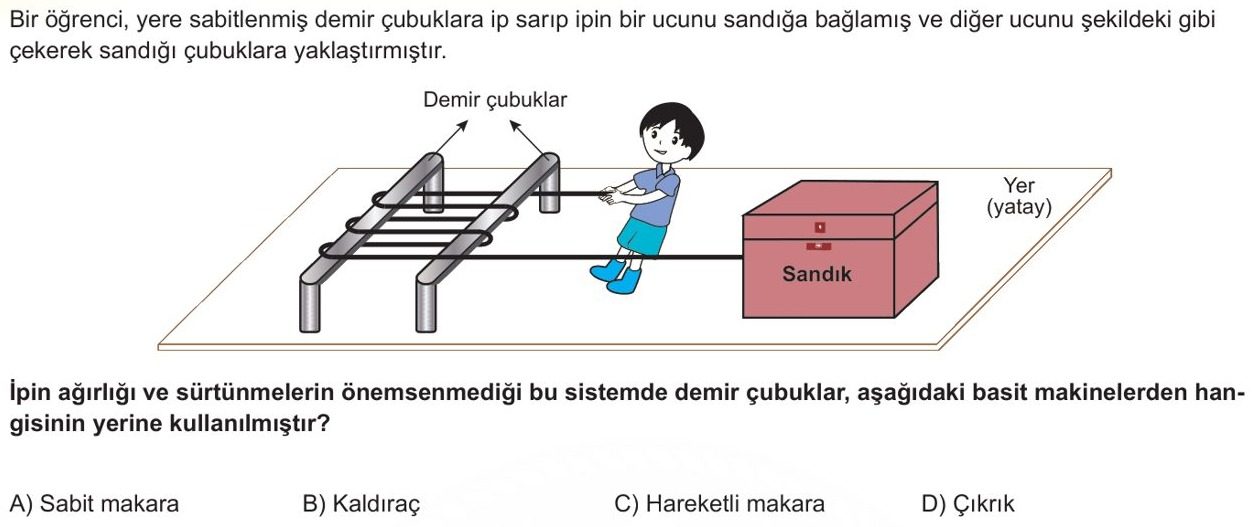 Bir öğrenci, yere sabitlenmiş demir çubuklara ip sarıp ipin bir ucunu sandığa bağlamış ve diğer ucunu şekildeki gibi
çekerek sandığı çubuklara yaklaştırmıştır.
Demir çubuklar
Yer
(yatay)
Sandık
İpin ağırlığı ve sürtünmelerin önemsenmediği bu sistemde demir çubuklar, aşağıdaki basit makinelerden han-
gisinin yerine kullanılmıştır?
A) Sabit makara B) Kaldıraç C) Hareketli makara D) Çıkrık